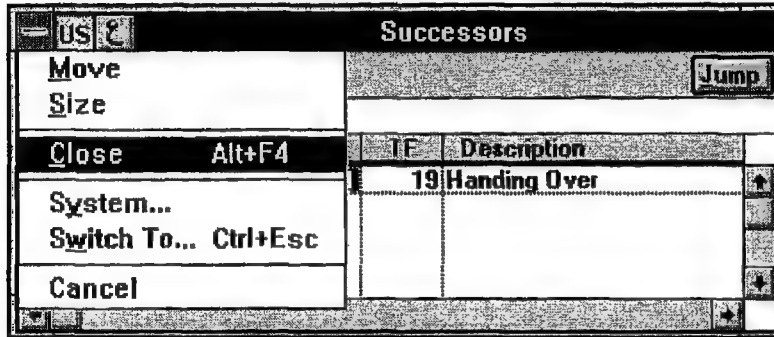 US Successors
Move
Jump
Size
Close Alt+F4 TF Description
19 Handing Over
System...
Switch To... Ctrl+Esc
Cancel